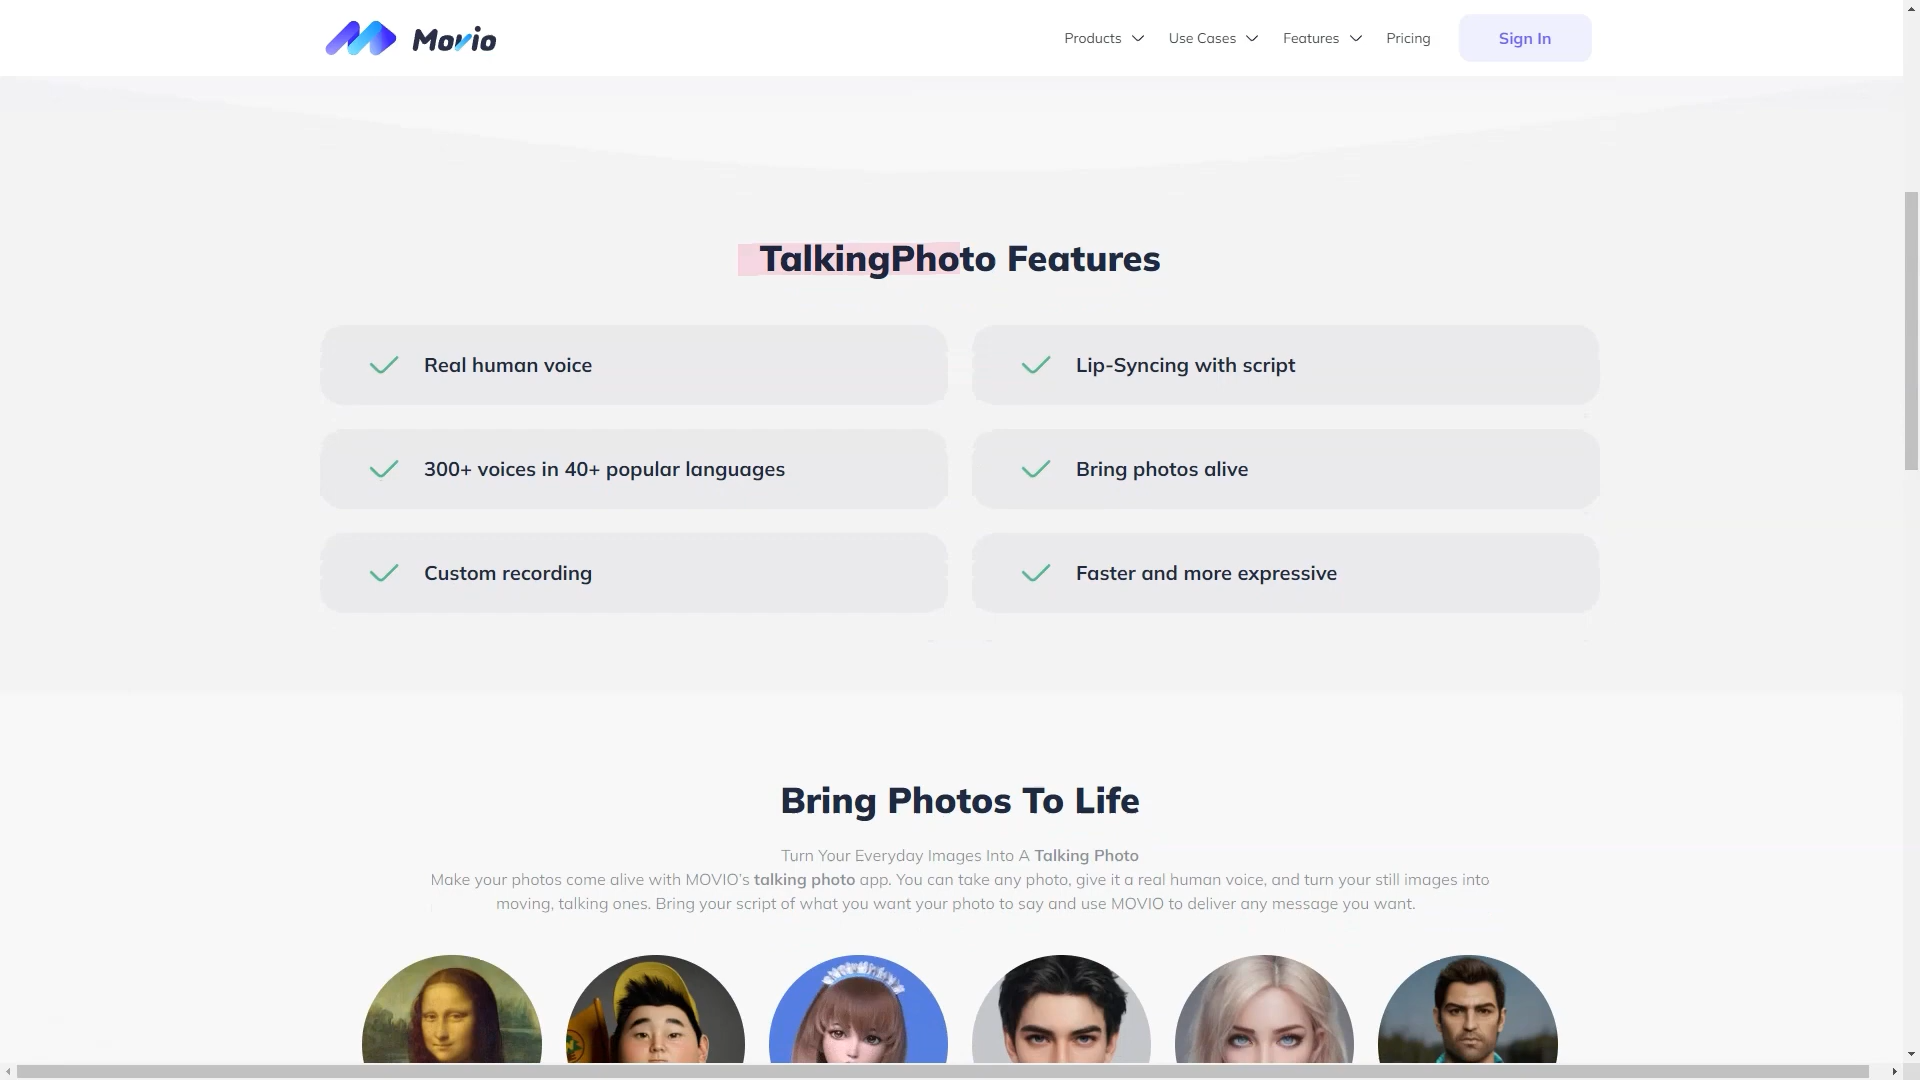 Movio
Products
Use Cases
Features
Pricing
Sign In
TalkingPhoto Features
Real human voice
Lip-Syncing with script
300+ voices in 40+ popular languages
Bring photos alive
Custom recording
Faster and more expressive
Bring Photos To Life
Turn Your Everyday Images Into A Talking Photo
Make your photos come alive with MOVIO's talking photo app. You can take any photo, give it a real human voice, and turn your still images into
moving, talking ones. Bring your script of what you want your photo to say and use MOVIO to deliver any message you want.